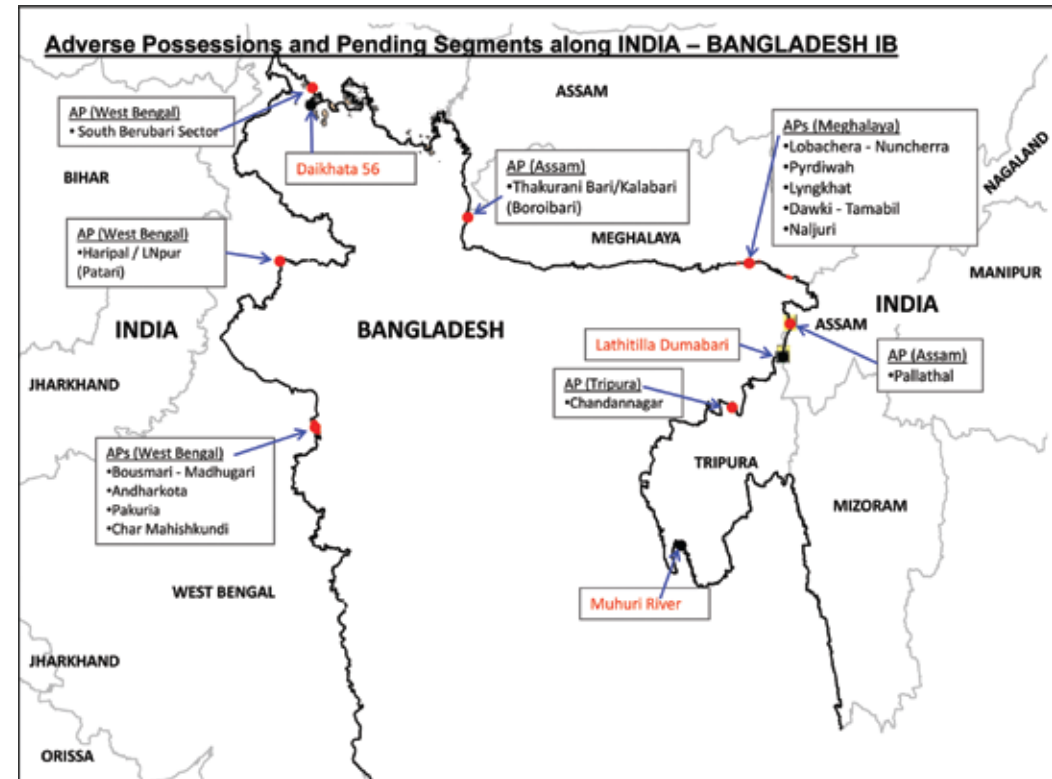 Adverse Possessions and Pending Segments along INDIA – BANGLADESH IB
ASSAM
AP (West Bengal)
• South Berubari Sector
Daikhata 56
BIHAR
AP (Assam)
•Thakurani Bari/Kalabari
(Boroibari)
APs (Meghalaya)
•Lobachera - Nuncherra
•Pyrdiwah
•Lyngkhat
•Dawki - Tamabil
•Naljuri
NAGALAND
AP (West Bengal)
•Haripal / LNpur
(Patari)
MEGHALAYA
MANIPUR
INDIA
BANGLADESH
INDIA
ASSAM
Lathitilla Dumabari
AP (Assam)
•Pallathal
JHARKHAND
AP (Tripura)
•Chandannagar
APs (West Bengal)
•Bousmari - Madhugari
•Andharkota
•Pakuria
•Char Mahishkundi
TRIPURA
MIZORAM
WEST BENGAL
Muhuri River
JHARKHAND
ORISSA